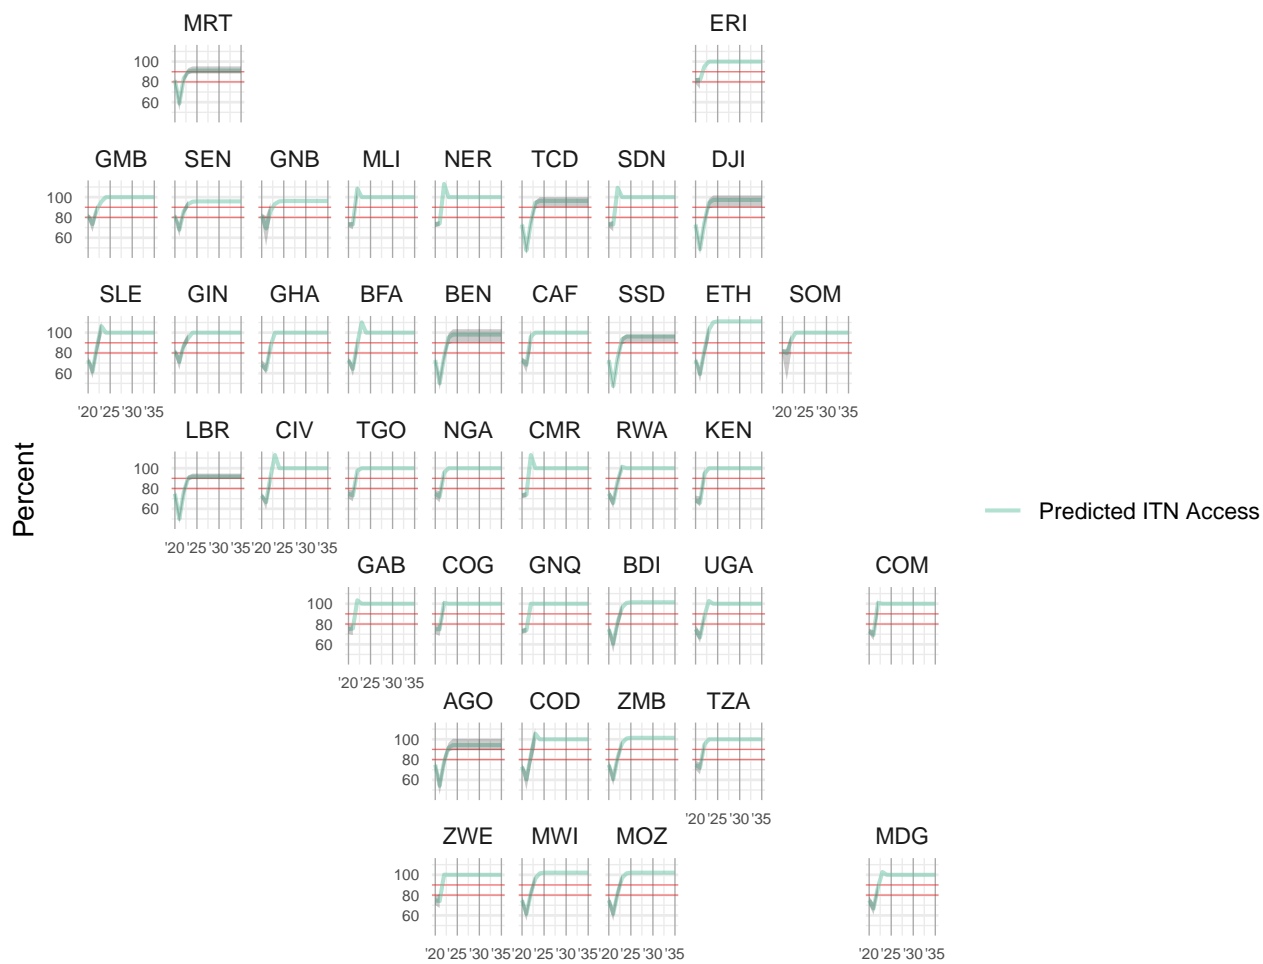 MRT ERI
100
80
60
GMB SEN GNB MLI NER TCD SDN DJI
100
80
60
SLE GIN GHA BFA BEN CAF SSD ETH SOM
100
80
60
'20 '25 '30 '35 '20 '25 '30 '35
LBR CIV TGO NGA CMR RWA KEN
100
80
60
Percent
Predicted ITN Access
'20 '25 '30 '35 '20 '25 '30 '35
GAB COG GNQ BDI UGA COM
100
80
60
'20 '25 '30 '35
AGO COD ZMB TZA
100
80
60
'20 '25 '30 '35
ZWE MWI MOZ MDG
100
80
60
'20 '25 '30 '35 '20 '25 '30 '35 '20 '25 '30 '35 '20 '25 '30 '35